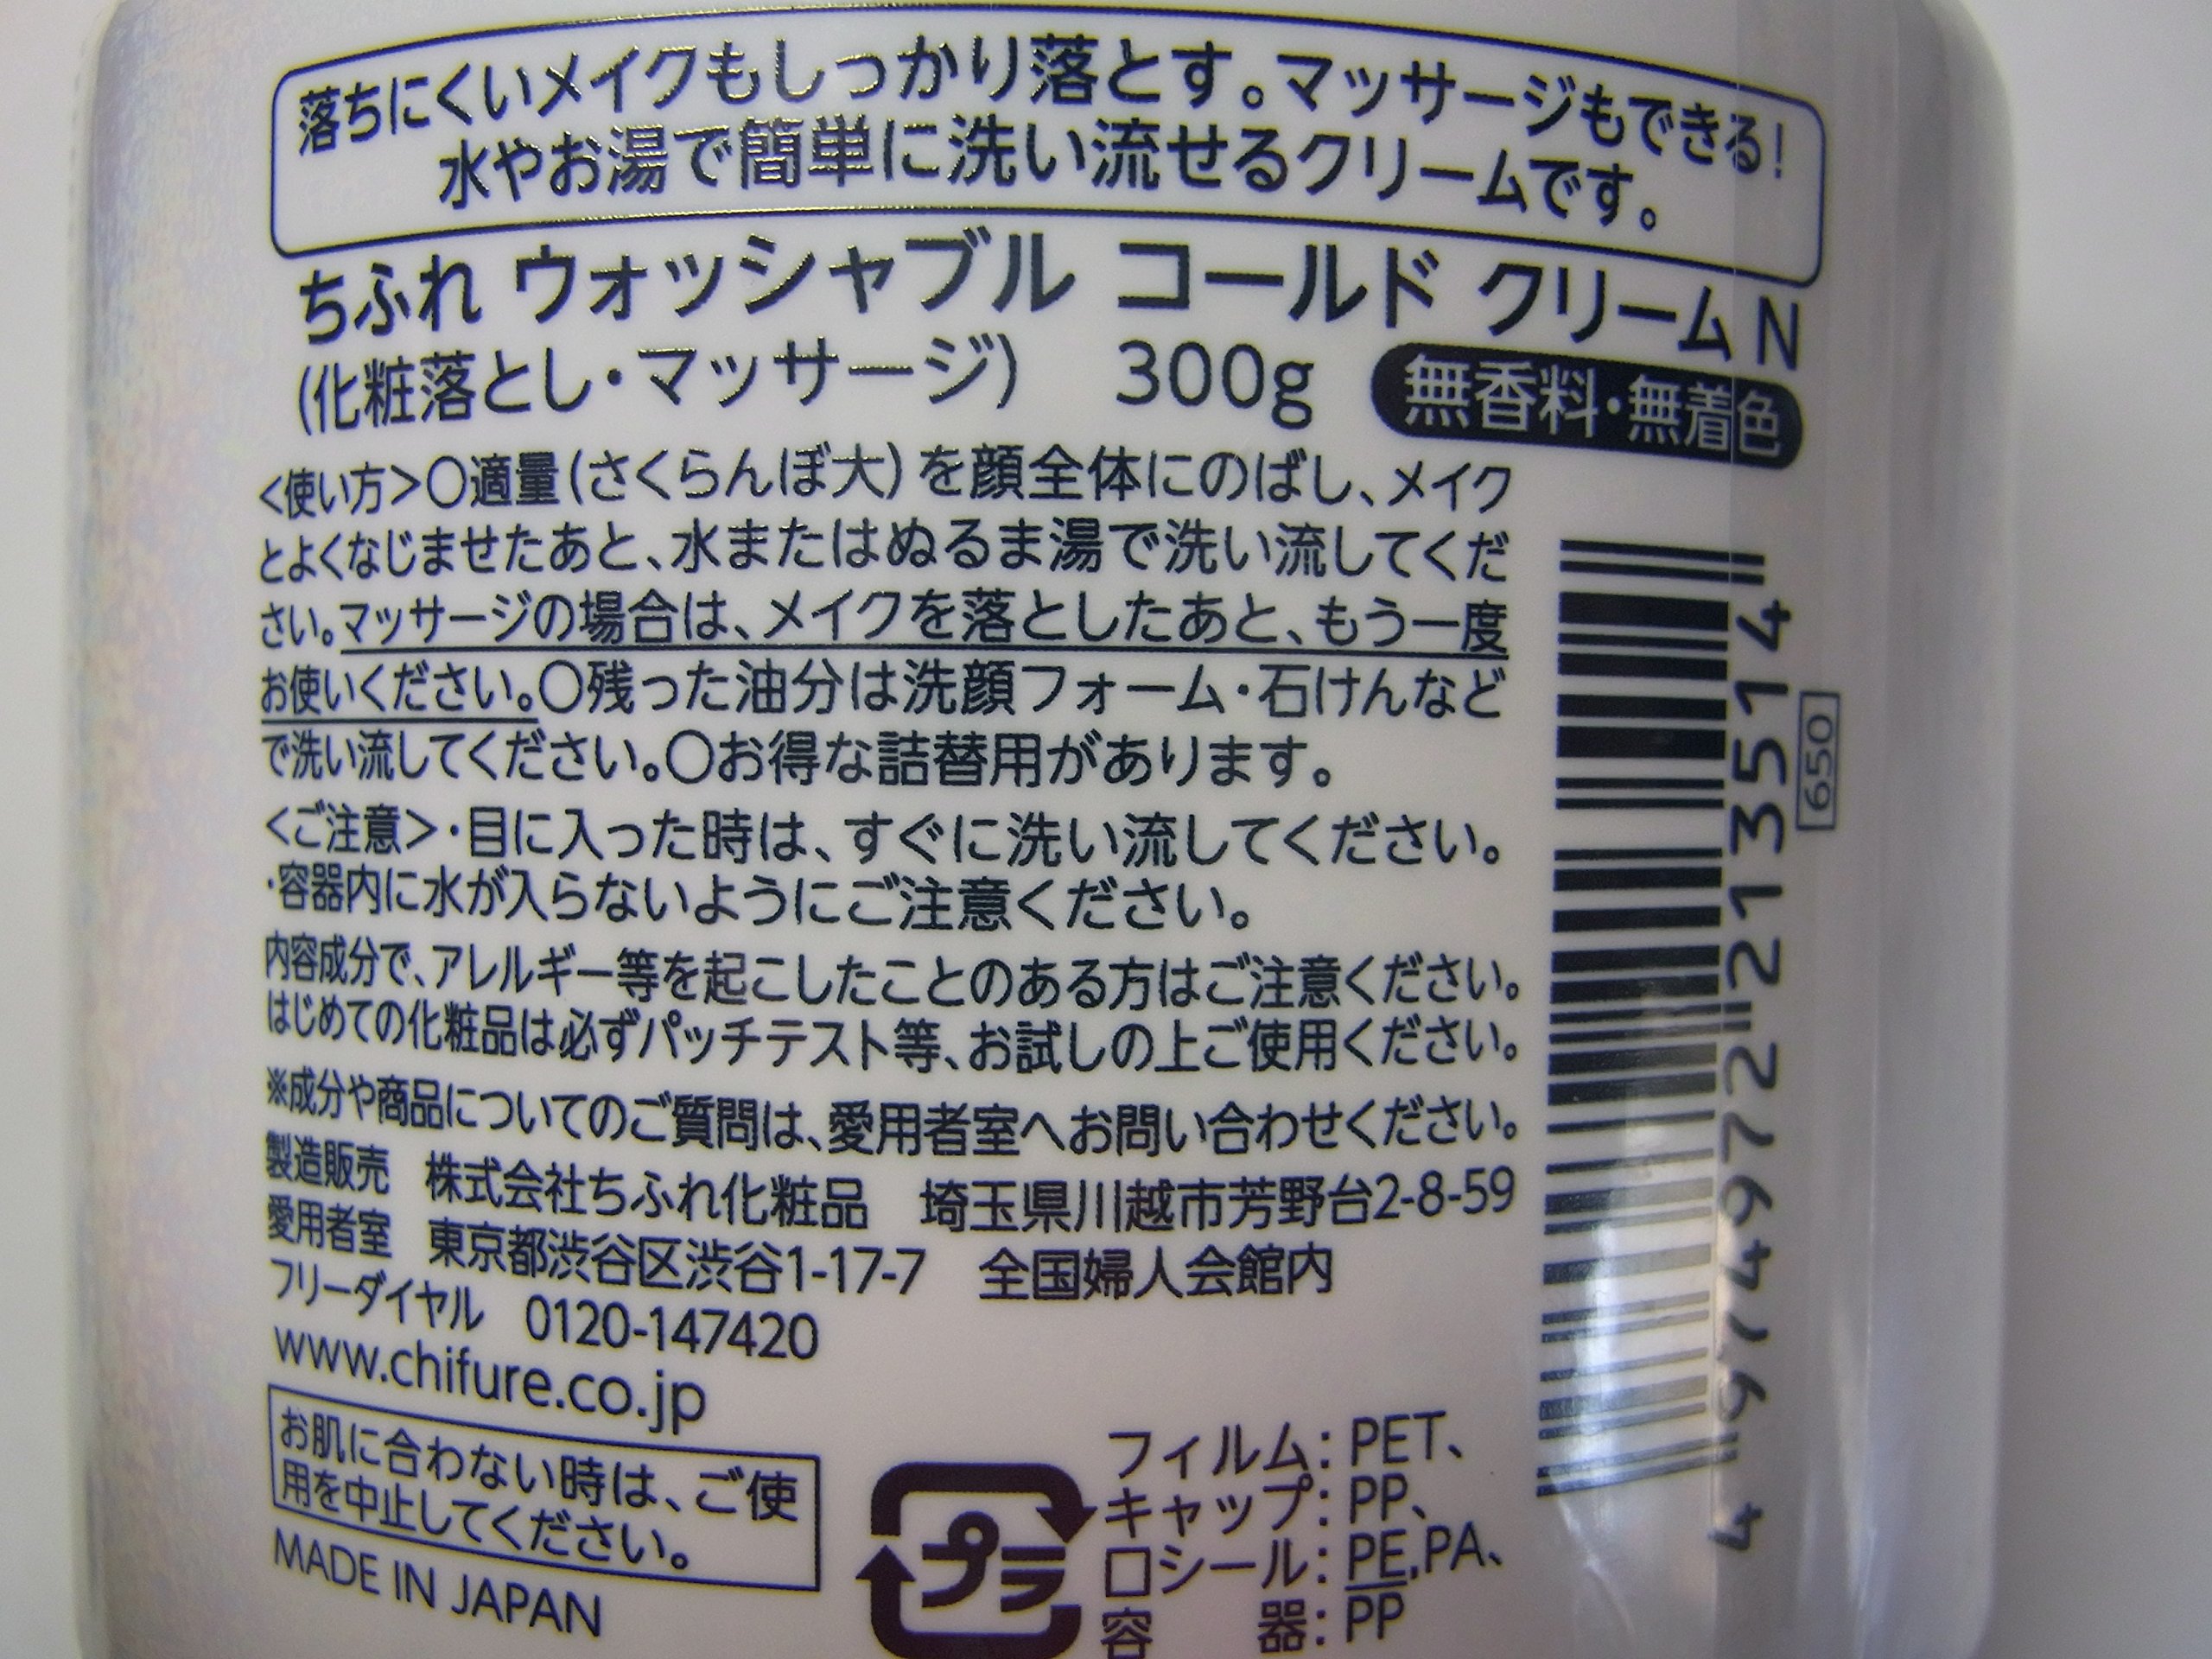 落ちにくいメイクもしっかり落とす。マッサージもできる!
水やお湯で簡単に洗い流せるクリームです。
ちふれ ウォッシャブル コールド クリームN
(化粧落とし・マッサージ) 300g 無香料・無着色
<使い方>○適量(さくらんぼ大)を顔全体にのばし、メイク
とよくなじませたあと、水またはぬるま湯で洗い流してくだ
さい。マッサージの場合は、メイクを落としたあと、もう一度
お使いください。○残った油分は洗顔フォーム・石けんなど
で洗い流してください。○お得な詰替用があります。
<ご注意>・目に入った時は、すぐに洗い流してください。
・容器内に水が入らないようにご注意ください。
内容成分で、アレルギー等を起こしたことのある方はご注意ください。
はじめての化粧品は必ずパッチテスト等、お試しの上ご使用ください。
※成分や商品についてのご質問は、愛用者室へお問い合わせください。
製造販売 株式会社ちふれ化粧品 埼玉県川越市芳野台2-8-59
愛用者室 東京都渋谷区渋谷1-17-7 全国婦人会館内
フリーダイヤル 0120-147420
www.chifure.co.jp
お肌に合わない時は、ご使
用を中止してください。
MADE IN JAPAN
プラ
フィルム:PET、
キャップ:PP、
口シール:PE,PA、
容器:PP
4 974972 213514
650